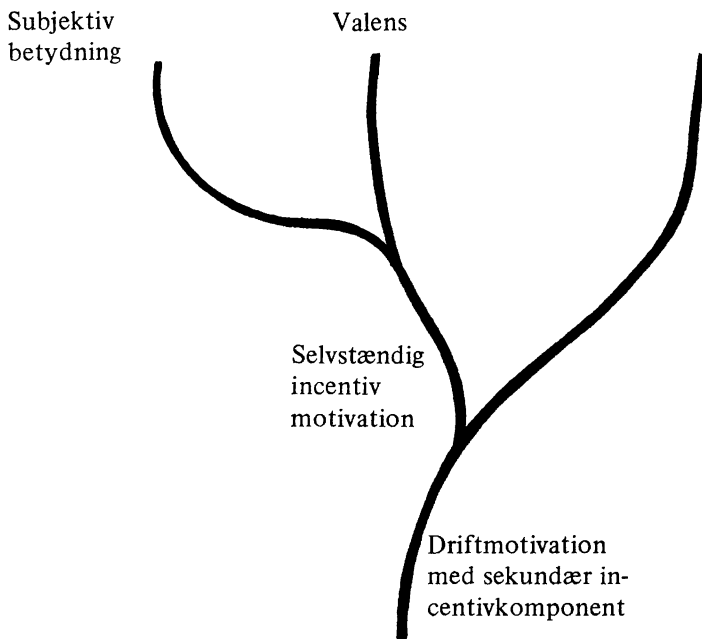 Subjektiv
betydning
Valens
Selvstændig
incentiv
motivation
Driftmotivation
med sekundær in-
centivkomponent